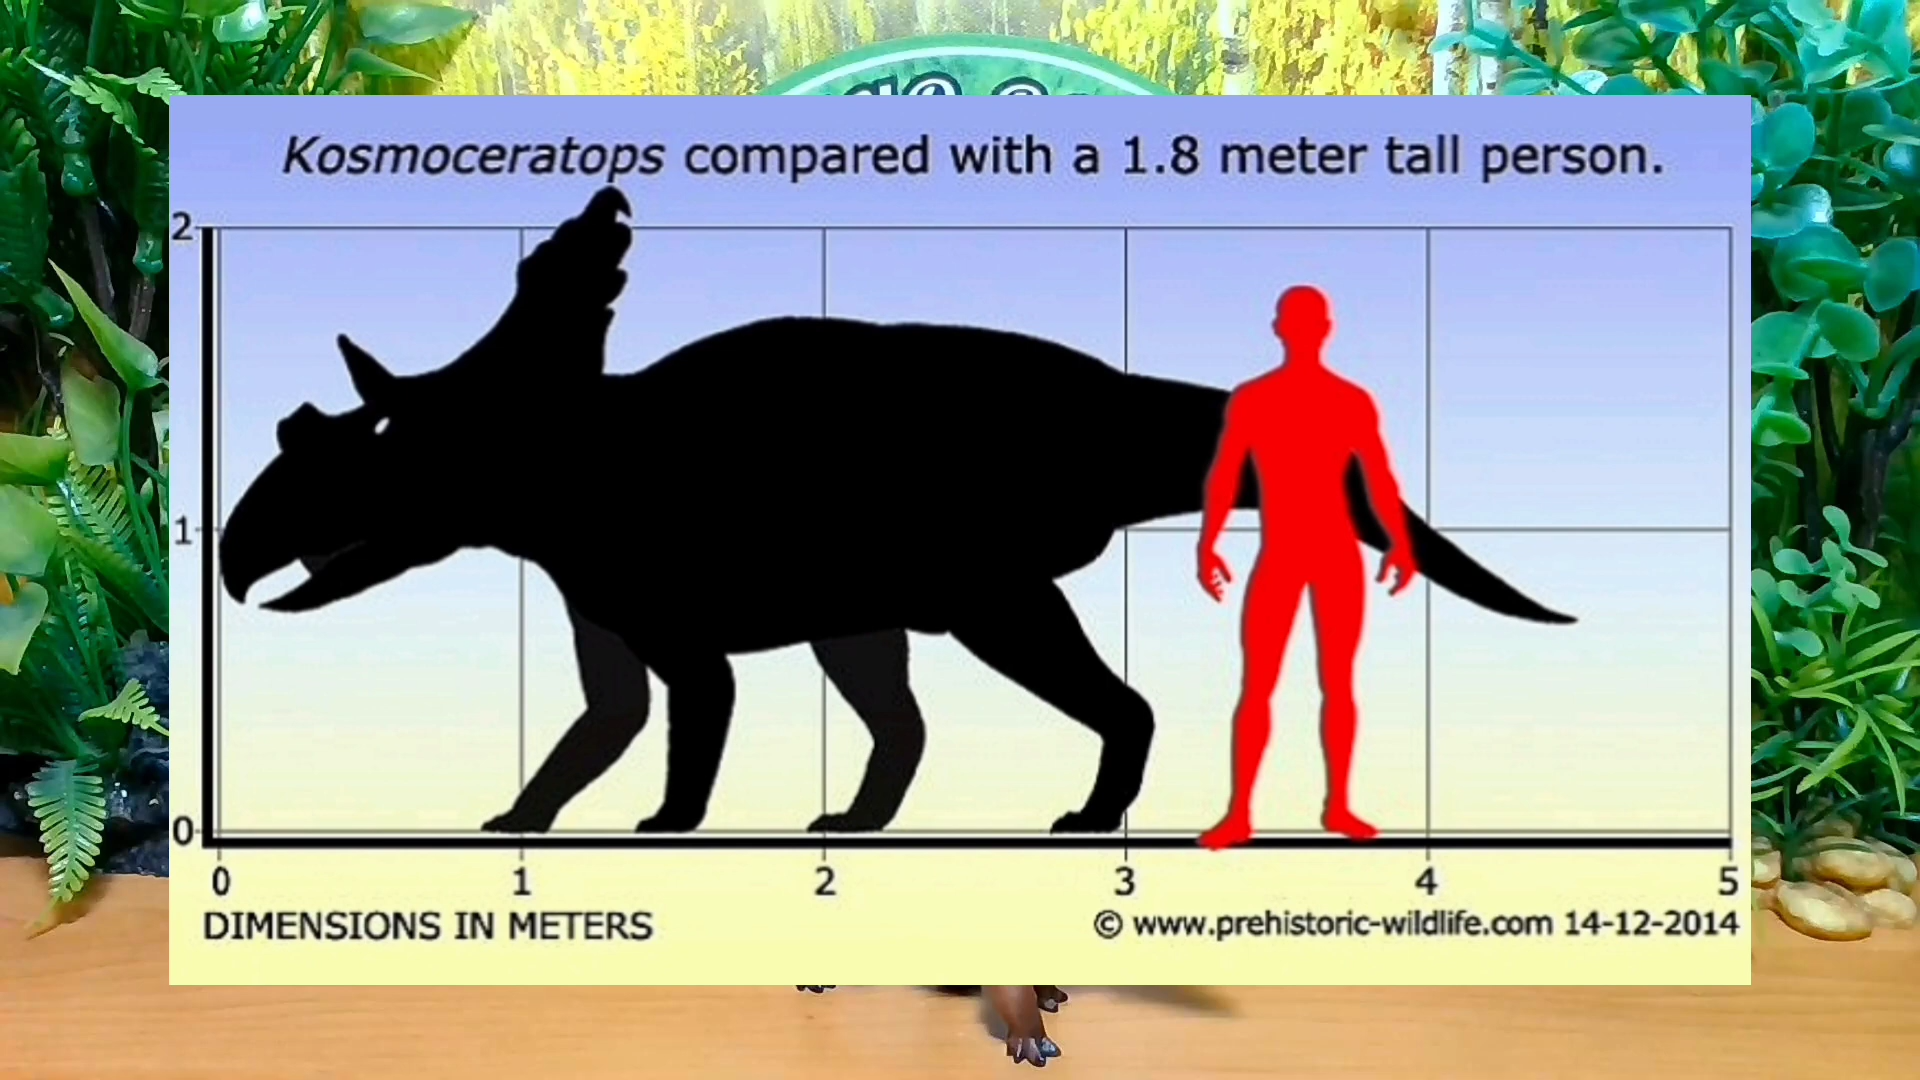 Kosmoceratops compared with a 1.8 meter tall person.
2
1
0
0 1 2 3 4 5
DIMENSIONS IN METERS
© www.prehistoric-wildlife.com 14-12-2014